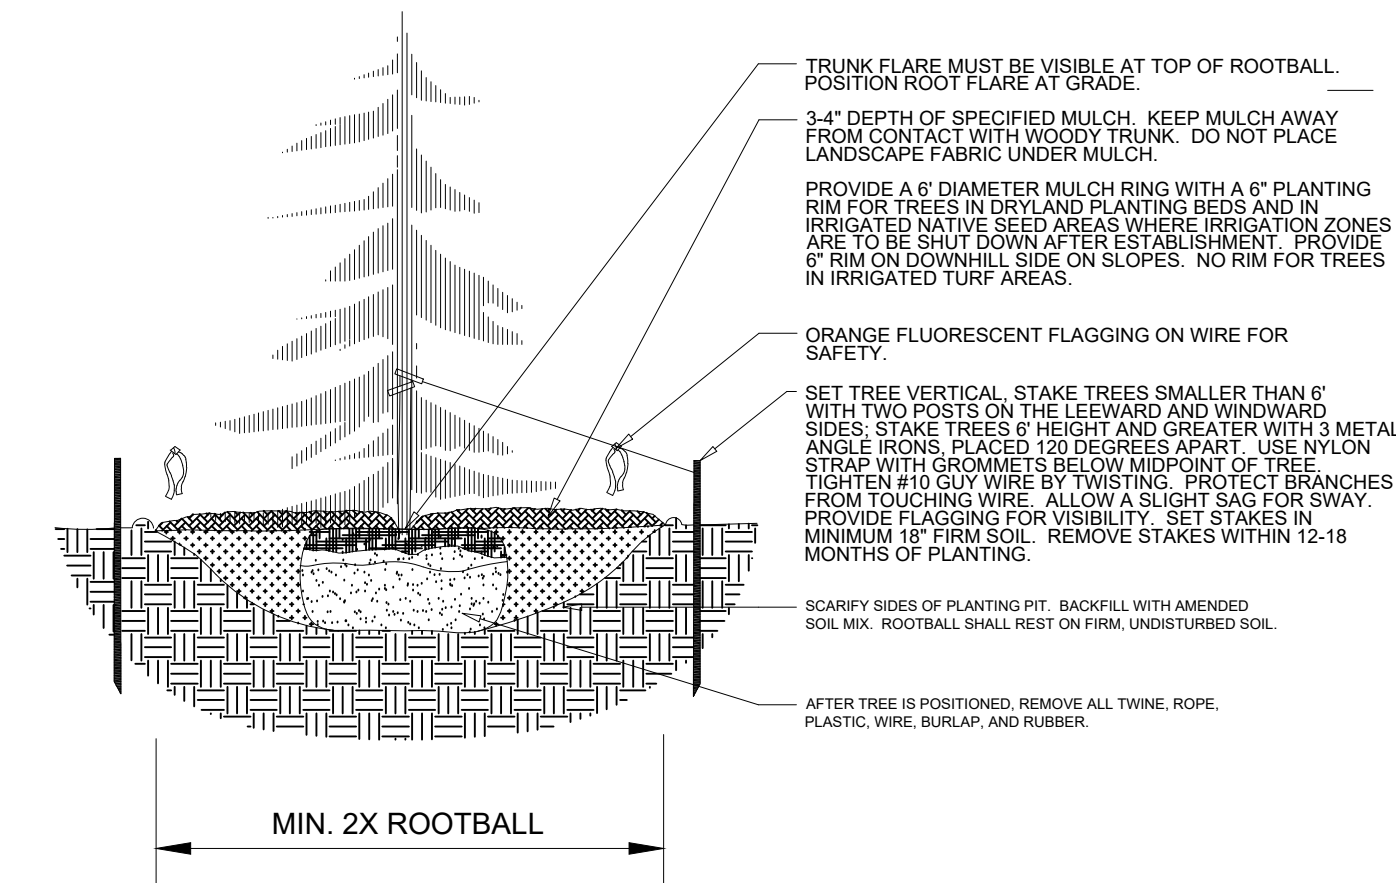 TRUNK FLARE MUST BE VISIBLE AT TOP OF ROOTBALL.
POSITION ROOT FLARE AT GRADE.
3-4" DEPTH OF SPECIFIED MULCH. KEEP MULCH AWAY
FROM CONTACT WITH WOODY TRUNK. DO NOT PLACE
LANDSCAPE FABRIC UNDER MULCH.
PROVIDE A 6' DIAMETER MULCH RING WITH A 6" PLANTING
RIM FOR TREES IN DRYLAND PLANTING BEDS AND IN
IRRIGATED NATIVE SEED AREAS WHERE IRRIGATION ZONES
ARE TO BE SHUT DOWN AFTER ESTABLISHMENT. PROVIDE
6" RIM ON DOWNHILL SIDE ON SLOPES. NO RIM FOR TREES
IN IRRIGATED TURF AREAS.
ORANGE FLUORESCENT FLAGGING ON WIRE FOR
SAFETY.
SET TREE VERTICAL, STAKE TREES SMALLER THAN 6'
WITH TWO POSTS ON THE LEEWARD AND WINDWARD
SIDES; STAKE TREES 6' HEIGHT AND GREATER WITH 3 METAL
ANGLE IRONS, PLACED 120 DEGREES APART. USE NYLON
STRAP WITH GROMMETS BELOW MIDPOINT OF TREE.
TIGHTEN #10 GUY WIRE BY TWISTING. PROTECT BRANCHES
FROM TOUCHING WIRE. ALLOW A SLIGHT SAG FOR SWAY.
PROVIDE FLAGGING FOR VISIBILITY. SET STAKES IN
MINIMUM 18" FIRM SOIL. REMOVE STAKES WITHIN 12-18
MONTHS OF PLANTING.
SCARIFY SIDES OF PLANTING PIT. BACKFILL WITH AMENDED
SOIL MIX. ROOTBALL SHALL REST ON FIRM, UNDISTURBED SOIL.
AFTER TREE IS POSITIONED, REMOVE ALL TWINE, ROPE,
PLASTIC, WIRE, BURLAP, AND RUBBER.
MIN. 2X ROOTBALL